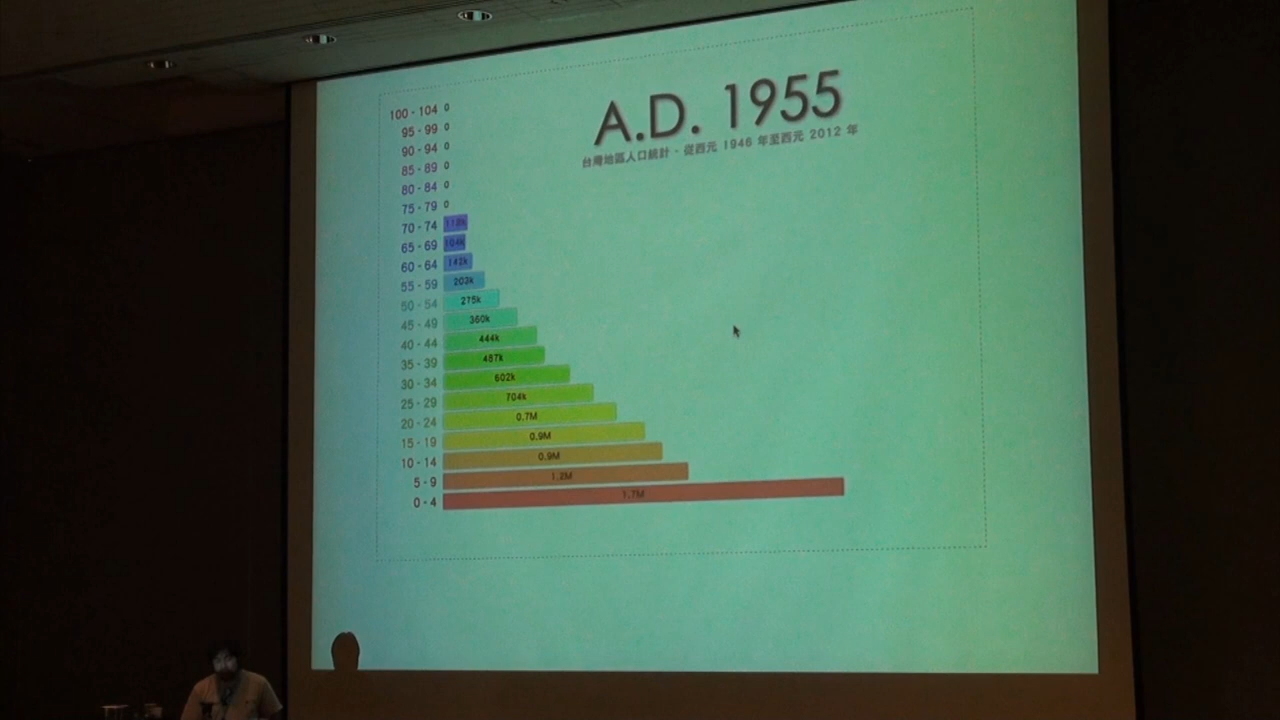 A.D. 1955
台灣地區人口統計 - 從西元 1946 年至西元 2012 年
100 - 104 0
95 - 99 0
90 - 94 0
85 - 89 0
80 - 84 0
75 - 79 0
70 - 74 118k
65 - 69 104k
60 - 64 142k
55 - 59 203k
50 - 54 275k
45 - 49 360k
40 - 44 444k
35 - 39 487k
30 - 34 602k
25 - 29 704k
20 - 24 0.7M
15 - 19 0.9M
10 - 14 0.9M
5 - 9 1.2M
0 - 4 1.7M